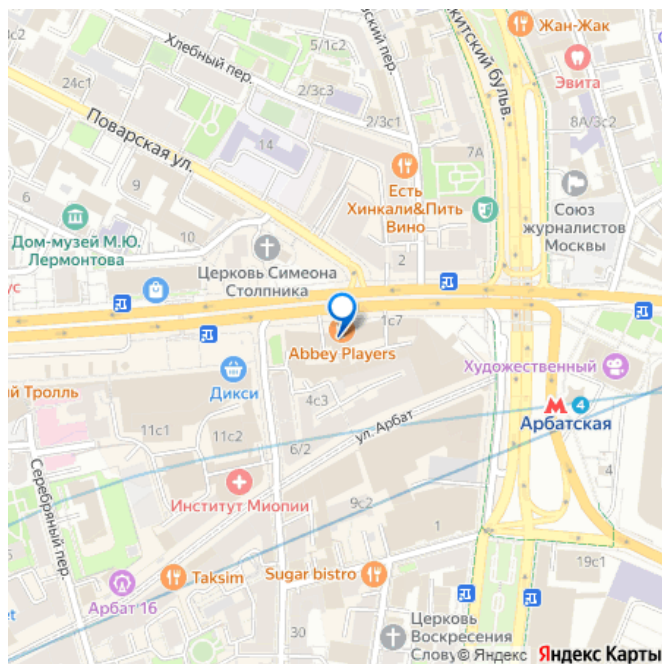 Жан-Жак
Хлебный пер.
5/1с2
Эвита
24с1
2/3с3
8А/3с2
2/3с1
Поварская ул.
14
7А
6
9
Есть
Хинкали&Пить
Вино
Союз
журналистов
Москвы
Дом-музей М.Ю.
Лермонтова
10
Церковь Симеона
Столпника
2
1с7
Abbey Players
Художественный
Дикси
й Тролль
4с3
4
Арбатская
ул. Арбат
11с1
11с2
6/2
4
Серебряный пер.
Институт Миопии
9с2
1
19с1
Taksim
Sugar bistro
Арбат 16
30
Церковь
Воскресения
Слову
© Яндекс
Яндекс Карты